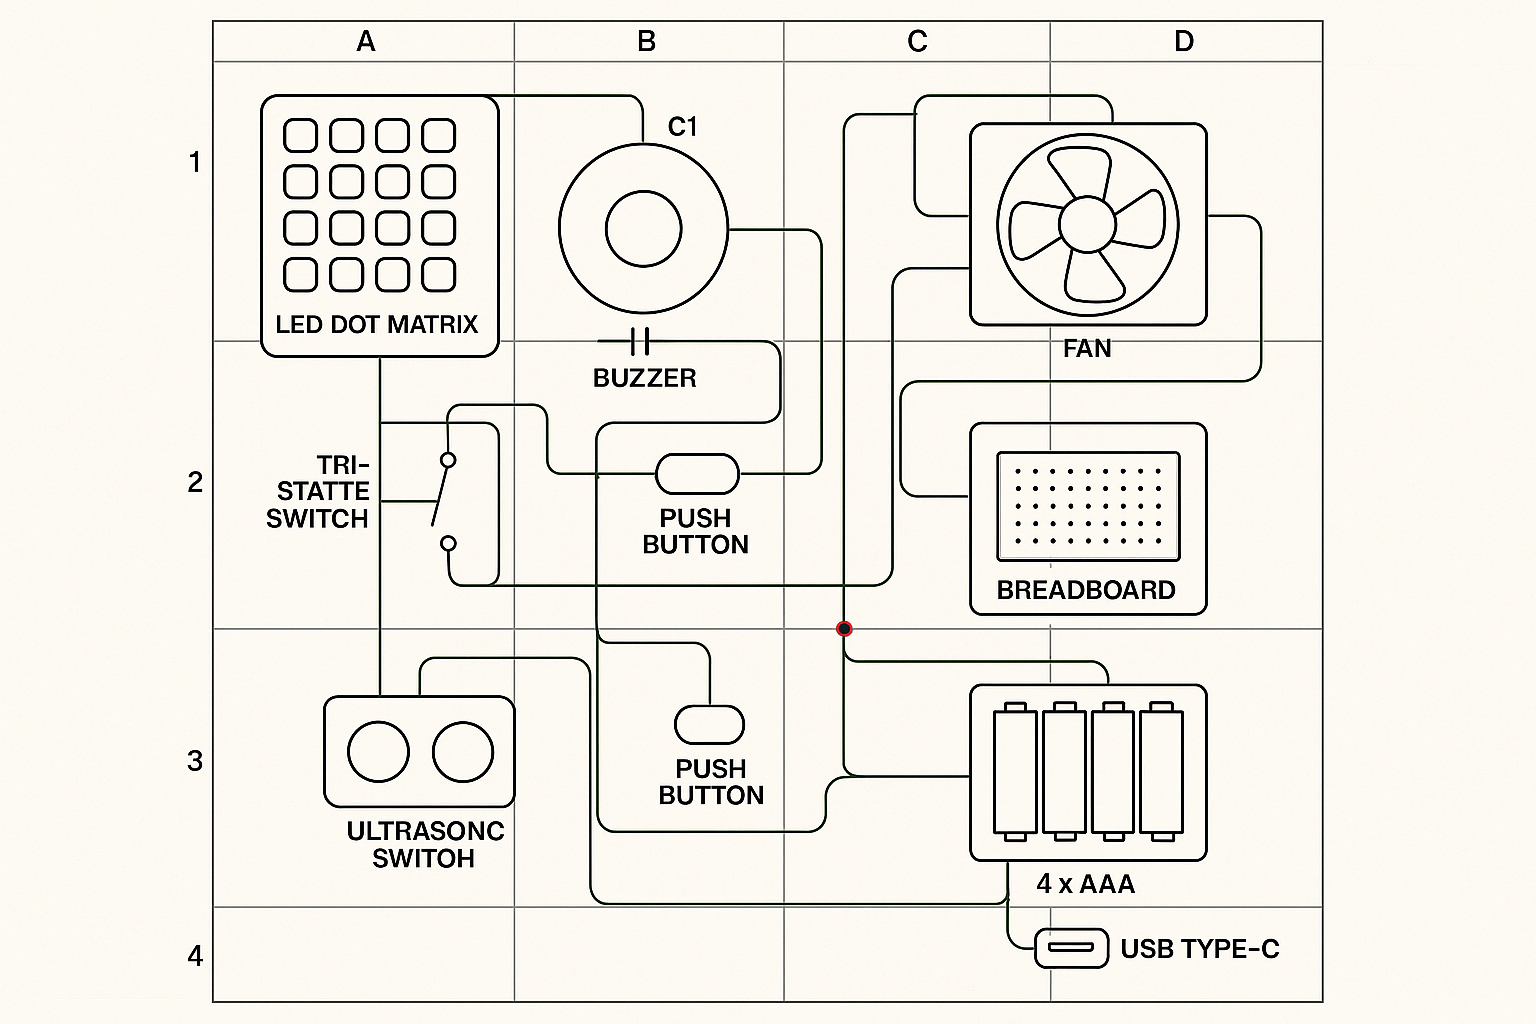 A B C D
1
C1
LED DOT MATRIX
FAN
BUZZER
2
TRI-
STATTE
SWITCH
PUSH
BUTTON
BREADBOARD
3
PUSH
BUTTON
ULTRASONC
SWITOH
4 x AAA
4
USB TYPE-C